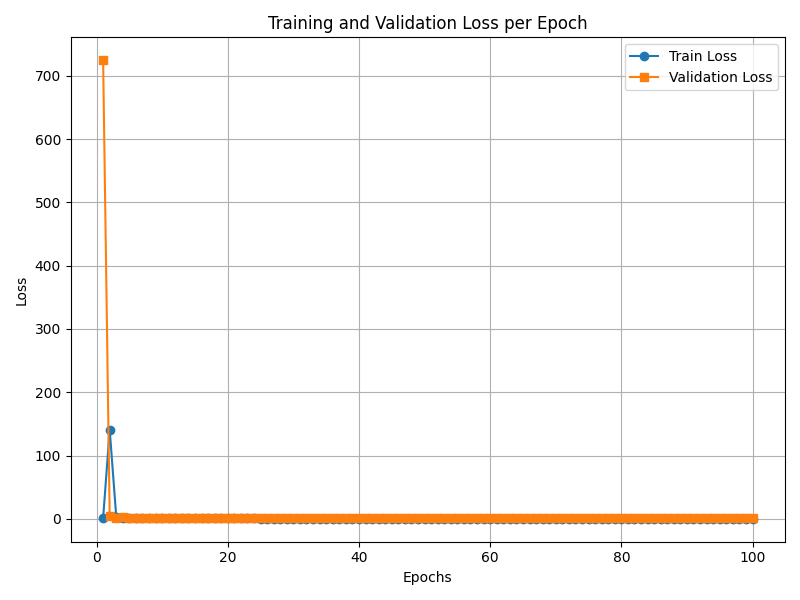 Training and Validation Loss per Epoch
Train Loss
Validation Loss
700
600
500
400
300
200
100
0
Loss
0 20 40 60 80 100
Epochs